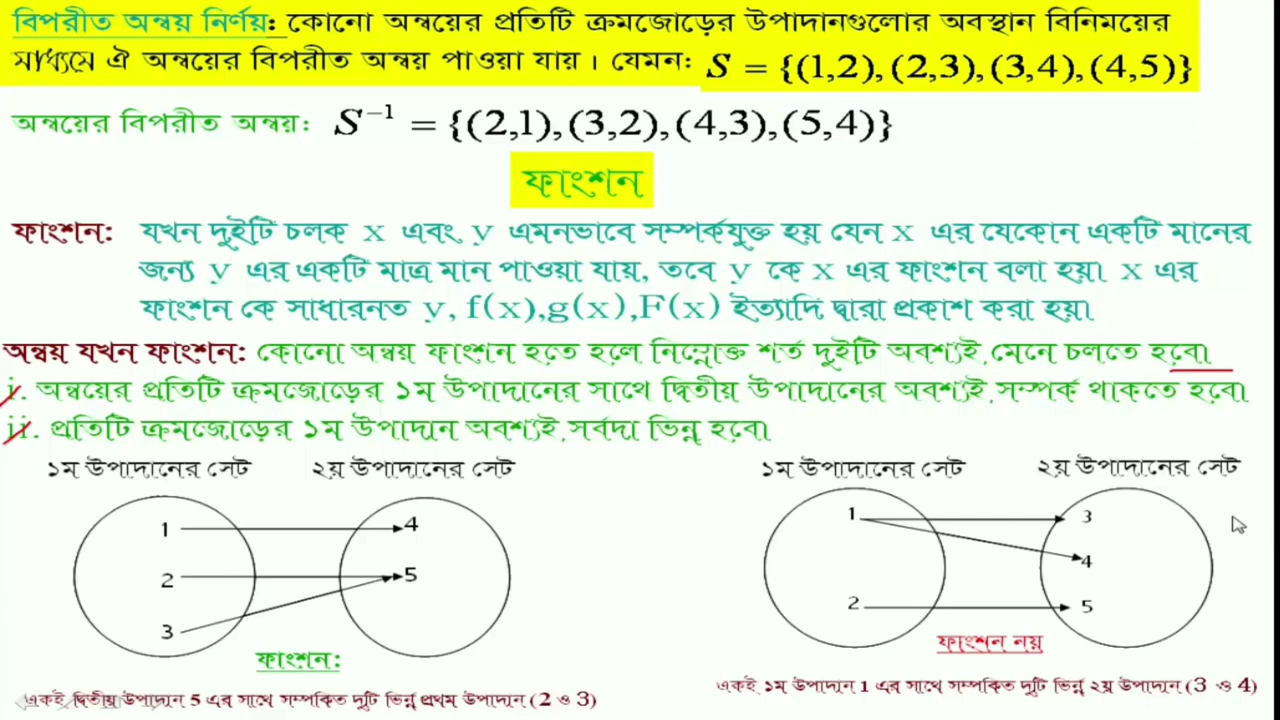 বিপরীত অন্বয় নির্ণয়: কোনো অন্বয়ের প্রতিটি ক্রমজোড়ের উপাদানগুলোর অবস্থান বিনিময়ের
মাধ্যমে ঐ অন্বয়ের বিপরীত অন্বয় পাওয়া যায়। যেমন: S = {(1,2),(2,3),(3,4),(4,5)}
অন্বয়ের বিপরীত অন্বয়: S⁻¹ = {(2,1),(3,2),(4,3),(5,4)}
ফাংশন
ফাংশন: যখন দুইটি চলক x এবং y এমনভাবে সম্পর্কযুক্ত হয় যেন x এর যেকোন একটি মানের
জন্য y এর একটি মাত্র মান পাওয়া যায়, তবে y কে x এর ফাংশন বলা হয়। x এর
ফাংশন কে সাধারনত y, f(x),g(x),F(x) ইত্যাদি দ্বারা প্রকাশ করা হয়।
অন্বয় যখন ফাংশন: কোনো অন্বয় ফাংশন হতে হলে নিম্নোক্ত শর্ত দুইটি অবশ্যই মেনে চলতে হবে।
i. অন্বয়ের প্রতিটি ক্রমজোড়ের ১ম উপাদানের সাথে দ্বিতীয় উপাদানের অবশ্যই সম্পর্ক থাকতে হবে।
ii. প্রতিটি ক্রমজোড়ের ১ম উপাদান অবশ্যই সর্বদা ভিন্ন হবে।
১ম উপাদানের সেট ২য় উপাদানের সেট
1 4
2 5
3
ফাংশন:
একই দ্বিতীয় উপাদান 5 এর সাথে সম্পকিত দুটি ভিন্ন প্রথম উপাদান (2 ও 3)
১ম উপাদানের সেট ২য় উপাদানের সেট
1 3
4
2 5
ফাংশন নয়
একই ১ম উপাদান 1 এর সাথে সম্পকিত দুটি ভিন্ন ২য় উপাদান (3 ও 4)